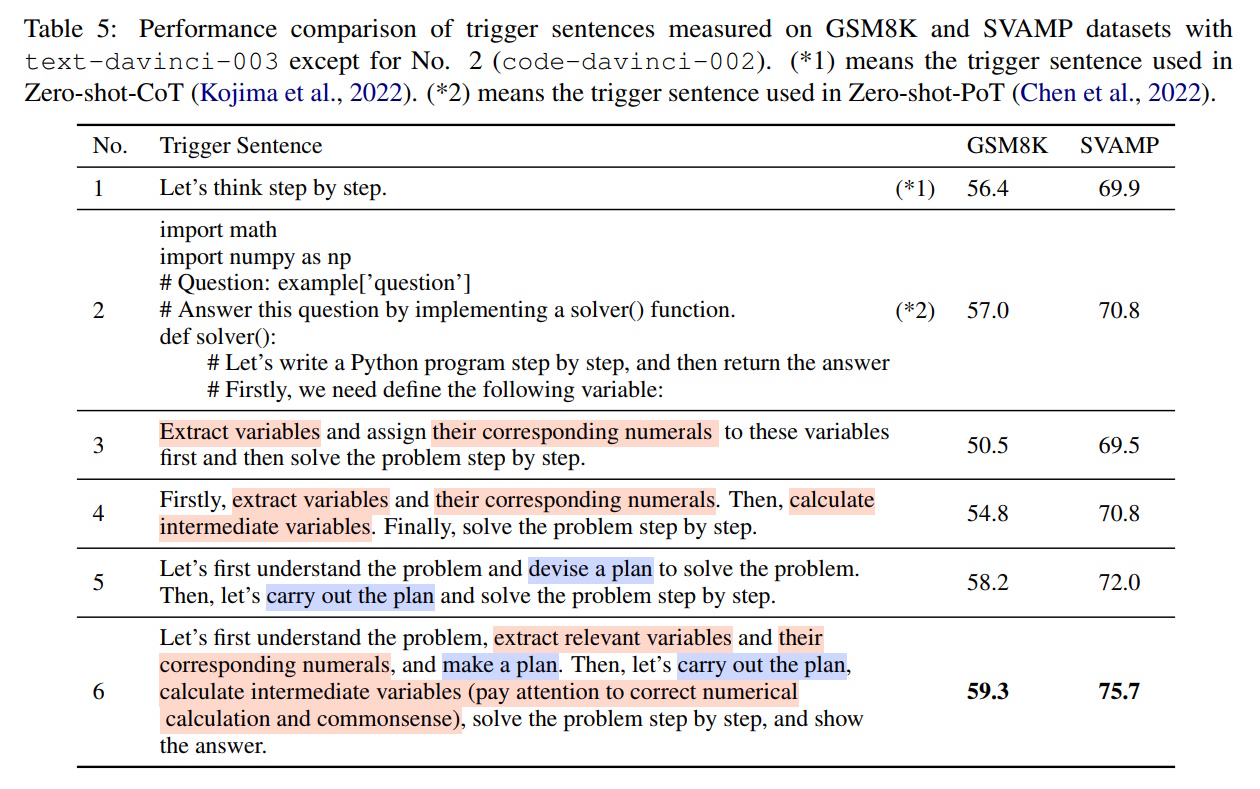 Table 5: Performance comparison of trigger sentences measured on GSM8K and SVAMP datasets with
text-davinci-003 except for No. 2 (code-davinci-002). (*1) means the trigger sentence used in
Zero-shot-CoT (Kojima et al., 2022). (*2) means the trigger sentence used in Zero-shot-PoT (Chen et al., 2022).
No. Trigger Sentence GSM8K SVAMP
1 Let's think step by step. (*1) 56.4 69.9
import math
import numpy as np
# Question: example['question']
2 # Answer this question by implementing a solver() function. (*2) 57.0 70.8
def solver():
# Let's write a Python program step by step, and then return the answer
# Firstly, we need define the following variable:
3 Extract variables and assign their corresponding numerals to these variables 50.5 69.5
first and then solve the problem step by step.
4 Firstly, extract variables and their corresponding numerals. Then, calculate 54.8 70.8
intermediate variables. Finally, solve the problem step by step.
5 Let's first understand the problem and devise a plan to solve the problem. 58.2 72.0
Then, let's carry out the plan and solve the problem step by step.
Let's first understand the problem, extract relevant variables and their
corresponding numerals, and make a plan. Then, let's carry out the plan,
6 calculate intermediate variables (pay attention to correct numerical 59.3 75.7
calculation and commonsense), solve the problem step by step, and show
the answer.